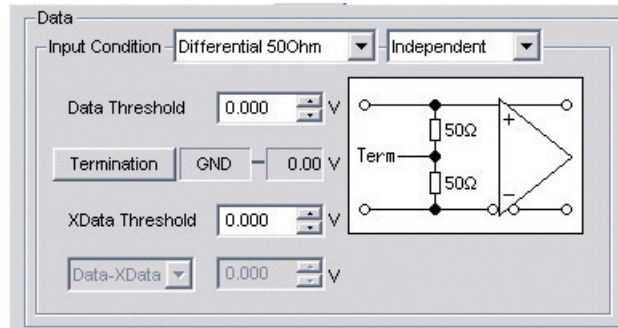 Data
Input Condition Differential 50Ohm Independent
Data Threshold 0.000 V
Termination GND - 0.00 V
XData Threshold 0.000 V
Data-XData 0.000 V
+
50Ω
Term
50Ω
-